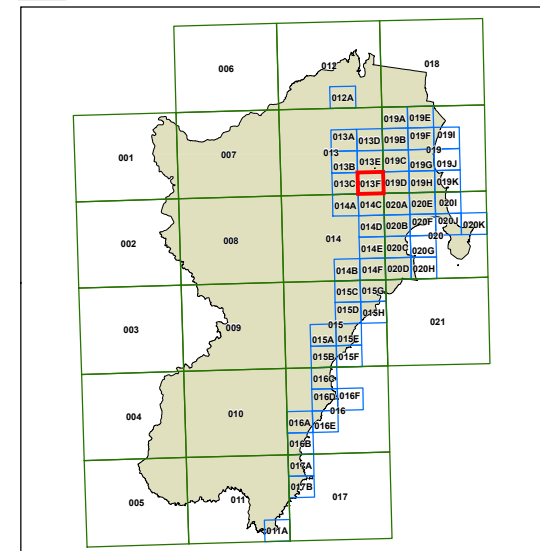 006 012 018
012A
019A 019E
001 007 013A 013D 019B 019F 019I
013 019
013B 013E 019C 019G 019J
013C 013F 019D 019H 019K
014A 014C 020A 020E 020I
002 008 014 014D 020B 020F 020J 020K
020
014E 020C 020G
014B 014F 020D 020H
015C 015G
003 009 015D 015H 021
015
015A 015E
015B 015F
016C
004 010 016D 016F
016
016A 016E
016B
017A
005 011 017B 017
011A